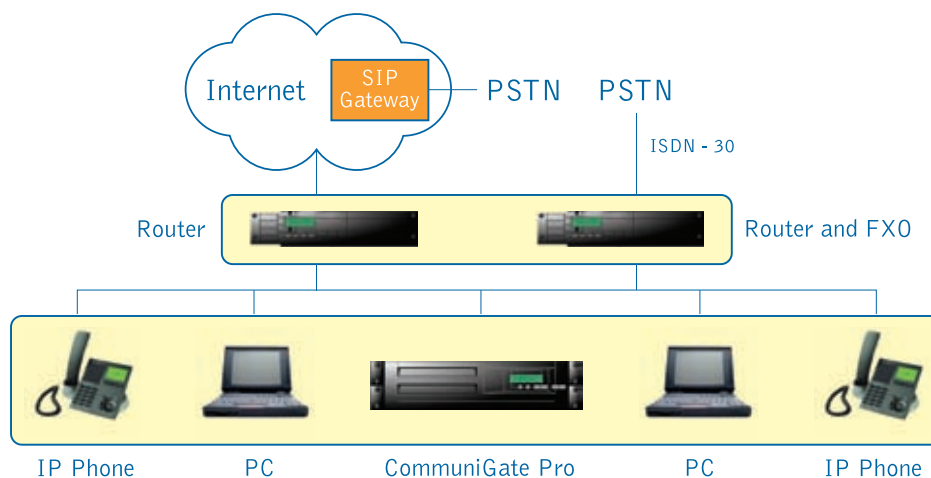 Internet
SIP
Gateway
PSTN PSTN
ISDN - 30
Router
Router and FXO
IP Phone PC CommuniGate Pro PC IP Phone